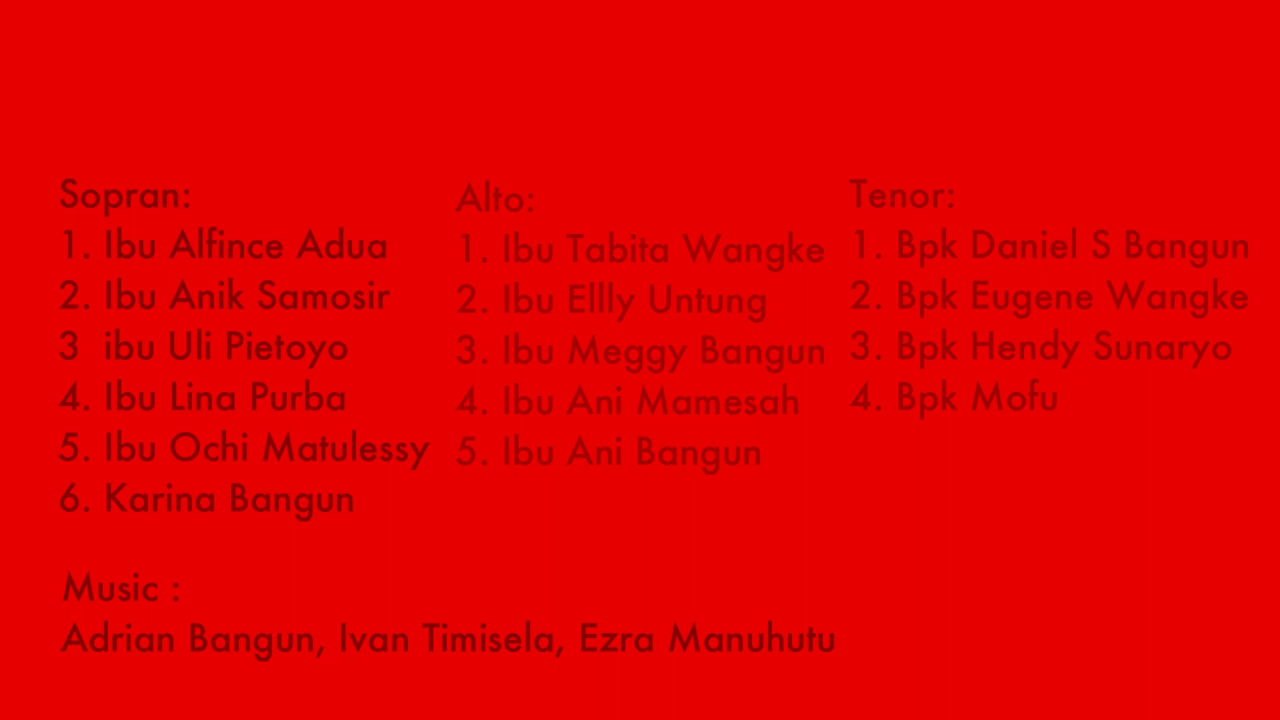 Sopran:
1. Ibu Alfince Adua
2. Ibu Anik Samosir
3 ibu Uli Pietoyo
4. Ibu Lina Purba
5. Ibu Ochi Matulessy
6. Karina Bangun
Alto:
1. Ibu Tabita Wangke
2. Ibu Ellly Untung
3. Ibu Meggy Bangun
4. Ibu Ani Mamesah
5. Ibu Ani Bangun
Tenor:
1. Bpk Daniel S Bangun
2. Bpk Eugene Wangke
3. Bpk Hendy Sunaryo
4. Bpk Mofu
Music :
Adrian Bangun, Ivan Timisela, Ezra Manuhutu